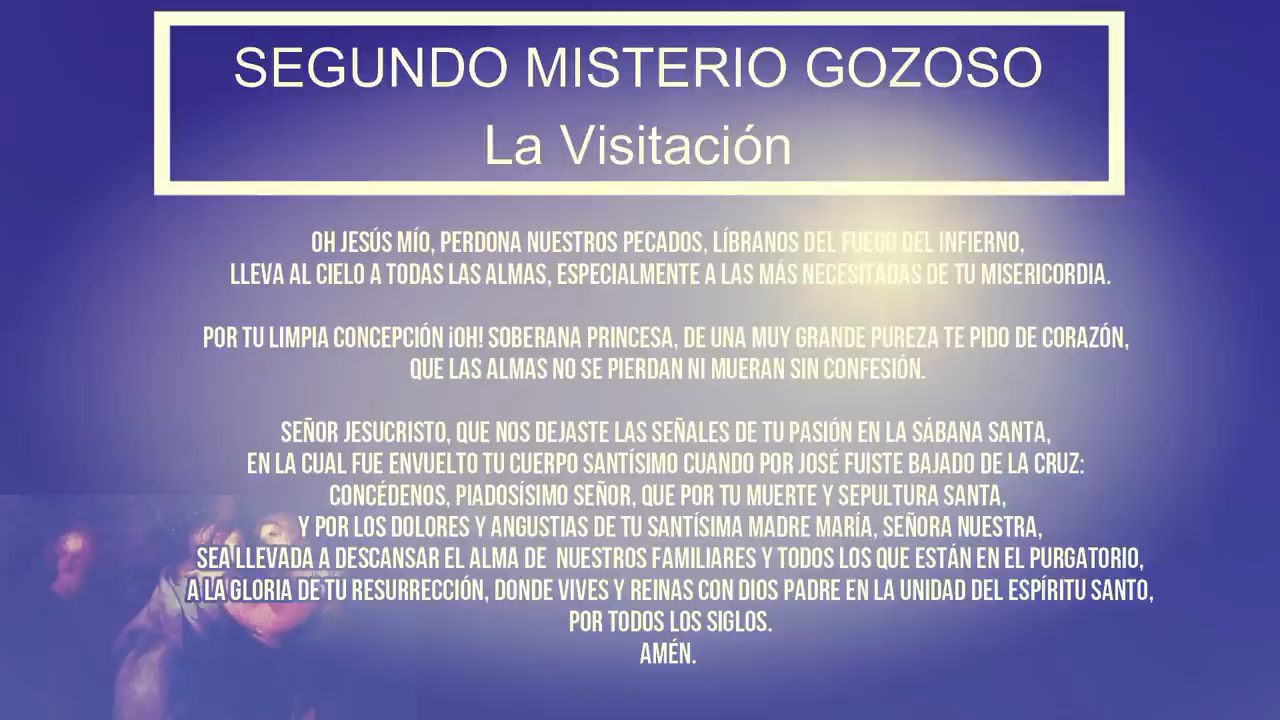 SEGUNDO MISTERIO GOZOSO
La Visitación
OH JESÚS MÍO, PERDONA NUESTROS PECADOS, LÍBRANOS DEL FUEGO DEL INFIERNO,
LLEVA AL CIELO A TODAS LAS ALMAS, ESPECIALMENTE A LAS MÁS NECESITADAS DE TU MISERICORDIA.
POR TU LIMPIA CONCEPCIÓN ¡OH! SOBERANA PRINCESA, DE UNA MUY GRANDE PUREZA TE PIDO DE CORAZÓN,
QUE LAS ALMAS NO SE PIERDAN NI MUERAN SIN CONFESIÓN.
SEÑOR JESUCRISTO, QUE NOS DEJASTE LAS SEÑALES DE TU PASIÓN EN LA SÁBANA SANTA,
EN LA CUAL FUE ENVUELTO TU CUERPO SANTÍSIMO CUANDO POR JOSÉ FUISTE BAJADO DE LA CRUZ:
CONCÉDENOS, PIADOSÍSIMO SEÑOR, QUE POR TU MUERTE Y SEPULTURA SANTA,
Y POR LOS DOLORES Y ANGUSTIAS DE TU SANTÍSIMA MADRE MARÍA, SEÑORA NUESTRA,
SEA LLEVADA A DESCANSAR EL ALMA DE NUESTROS FAMILIARES Y TODOS LOS QUE ESTÁN EN EL PURGATORIO,
A LA GLORIA DE TU RESURRECCIÓN, DONDE VIVES Y REINAS CON DIOS PADRE EN LA UNIDAD DEL ESPÍRITU SANTO,
POR TODOS LOS SIGLOS.
AMÉN.